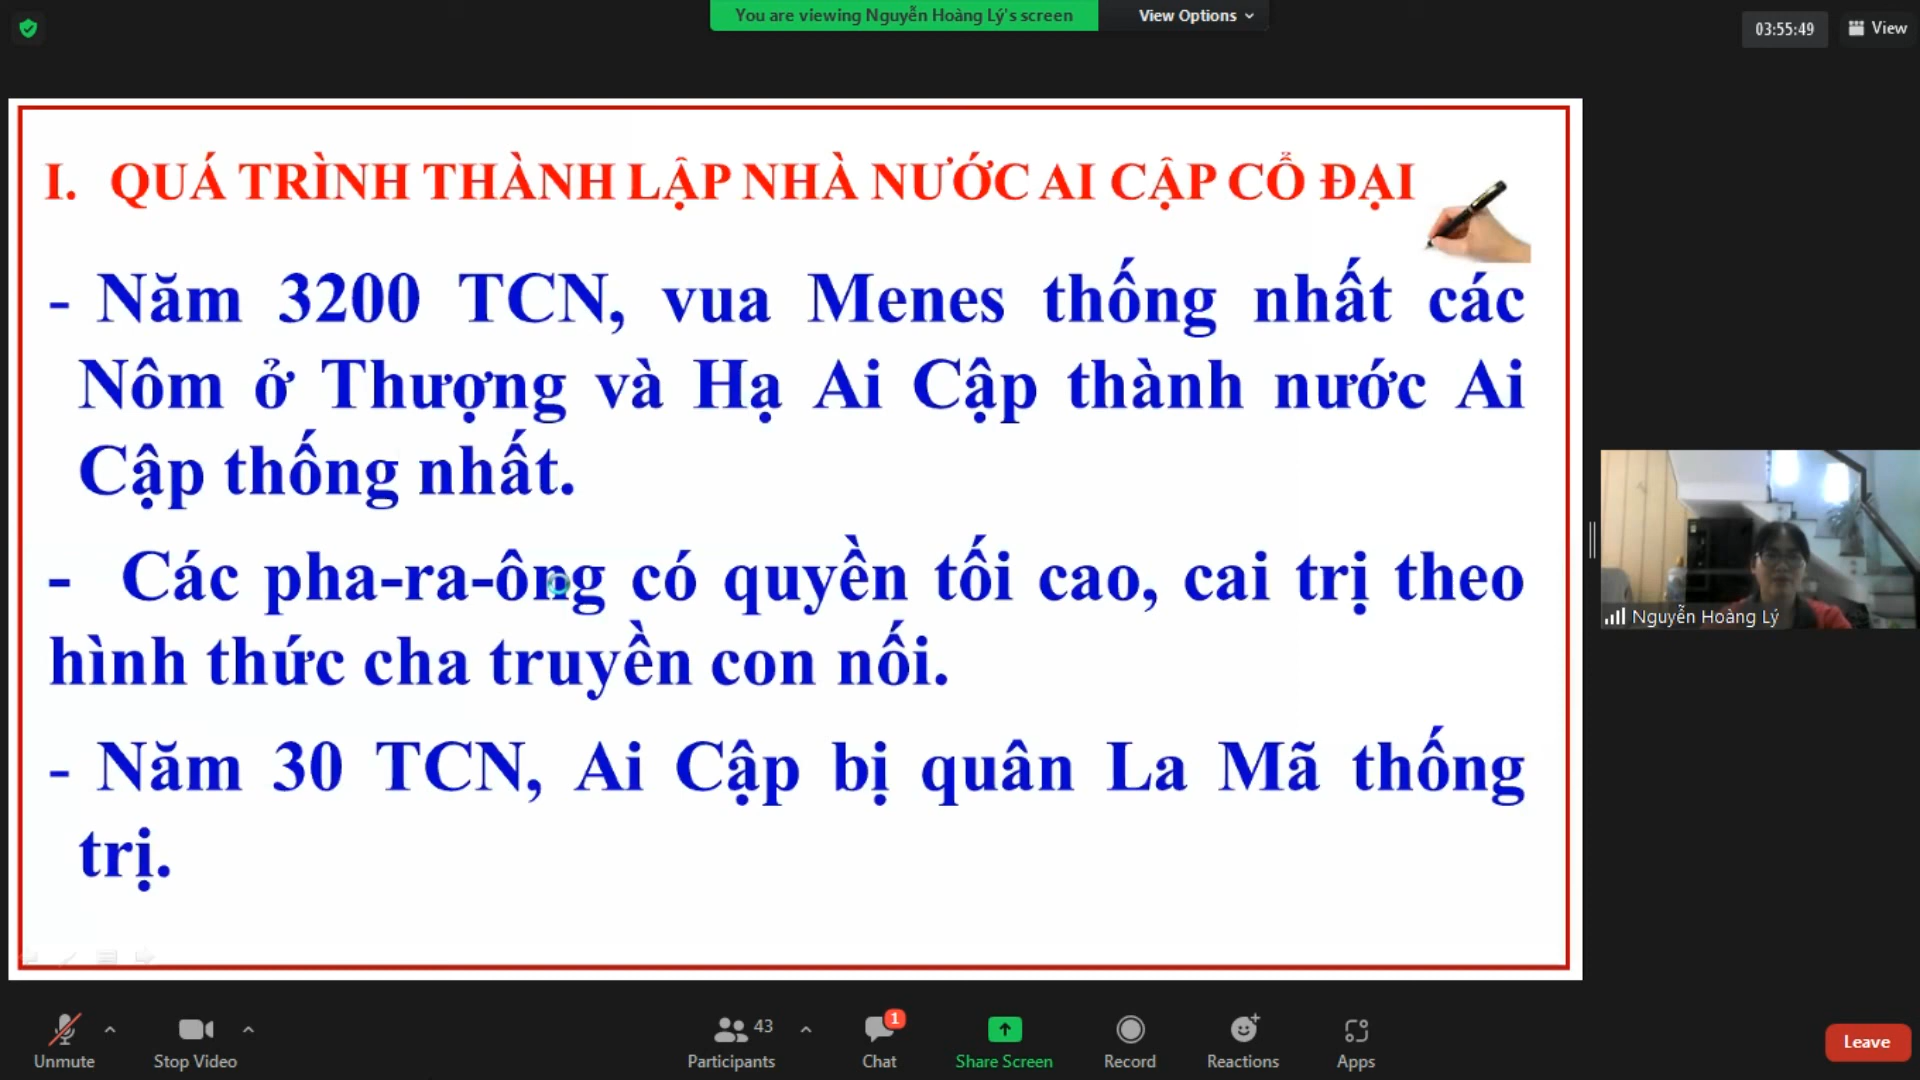 You are viewing Nguyễn Hoàng Lý's screen
View Options
03:55:49
View
I. QUÁ TRÌNH THÀNH LẬP NHÀ NƯỚC AI CẬP CỔ ĐẠI
- Năm 3200 TCN, vua Menes thống nhất các
Nôm ở Thượng và Hạ Ai Cập thành nước Ai
Cập thống nhất.
- Các pha-ra-ông có quyền tối cao, cai trị theo
hình thức cha truyền con nối.
- Năm 30 TCN, Ai Cập bị quân La Mã thống
trị.
Nguyễn Hoàng Lý
Unmute
Stop Video
43
Participants
1
Chat
Share Screen
Record
Reactions
Apps
Leave